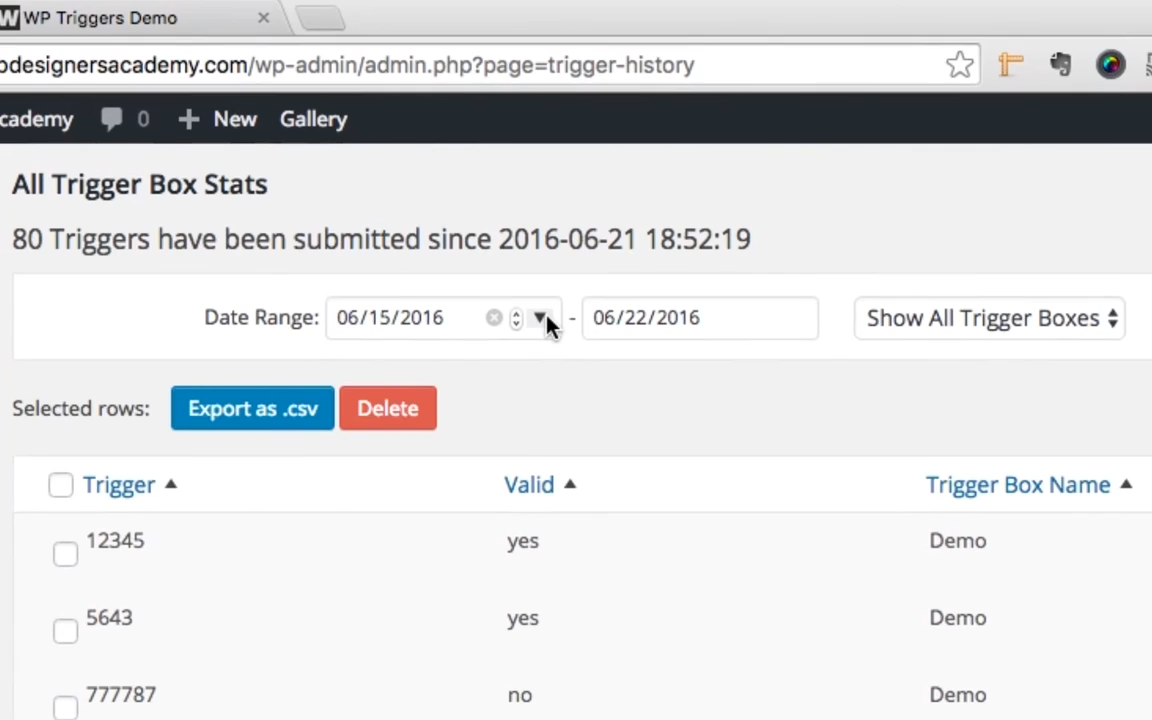 W WP Triggers Demo
odesignersacademy.com/wp-admin/admin.php?page=trigger-history
cademy 0 + New Gallery
All Trigger Box Stats
80 Triggers have been submitted since 2016-06-21 18:52:19
Date Range: 06/15/2016 - 06/22/2016 Show All Trigger Boxes
Selected rows: Export as .csv Delete
Trigger Valid Trigger Box Name
12345 yes Demo
5643 yes Demo
777787 no Demo